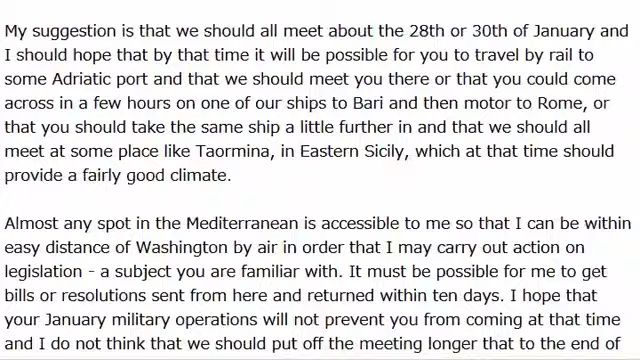 My suggestion is that we should all meet about the 28th or 30th of January and
I should hope that by that time it will be possible for you to travel by rail to
some Adriatic port and that we should meet you there or that you could come
across in a few hours on one of our ships to Bari and then motor to Rome, or
that you should take the same ship a little further in and that we should all
meet at some place like Taormina, in Eastern Sicily, which at that time should
provide a fairly good climate.
Almost any spot in the Mediterranean is accessible to me so that I can be within
easy distance of Washington by air in order that I may carry out action on
legislation - a subject you are familiar with. It must be possible for me to get
bills or resolutions sent from here and returned within ten days. I hope that
your January military operations will not prevent you from coming at that time
and I do not think that we should put off the meeting longer that to the end of